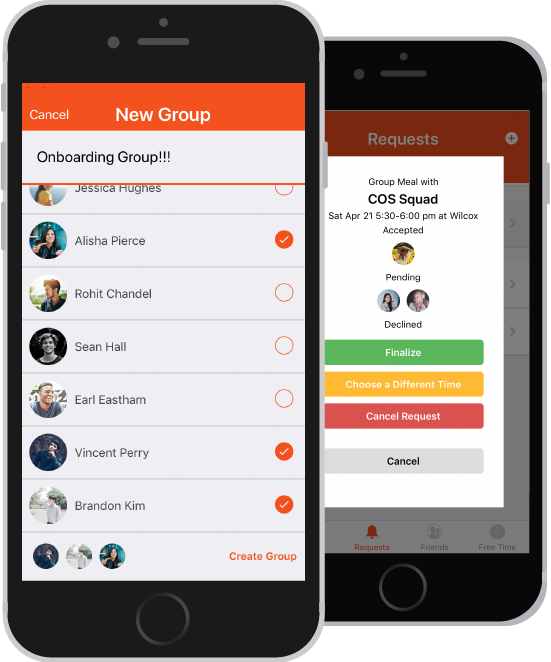 Cancel
New Group
Onboarding Group!!!
Jessica Hughes
Alisha Pierce
Rohit Chandel
Sean Hall
Earl Eastham
Vincent Perry
Brandon Kim
Create Group
Requests
Group Meal with
COS Squad
Sat Apr 21 5:30-6:00 pm at Wilcox
Accepted
Pending
Declined
Finalize
Choose a Different Time
Cancel Request
Cancel
Requests
Friends
Free Time